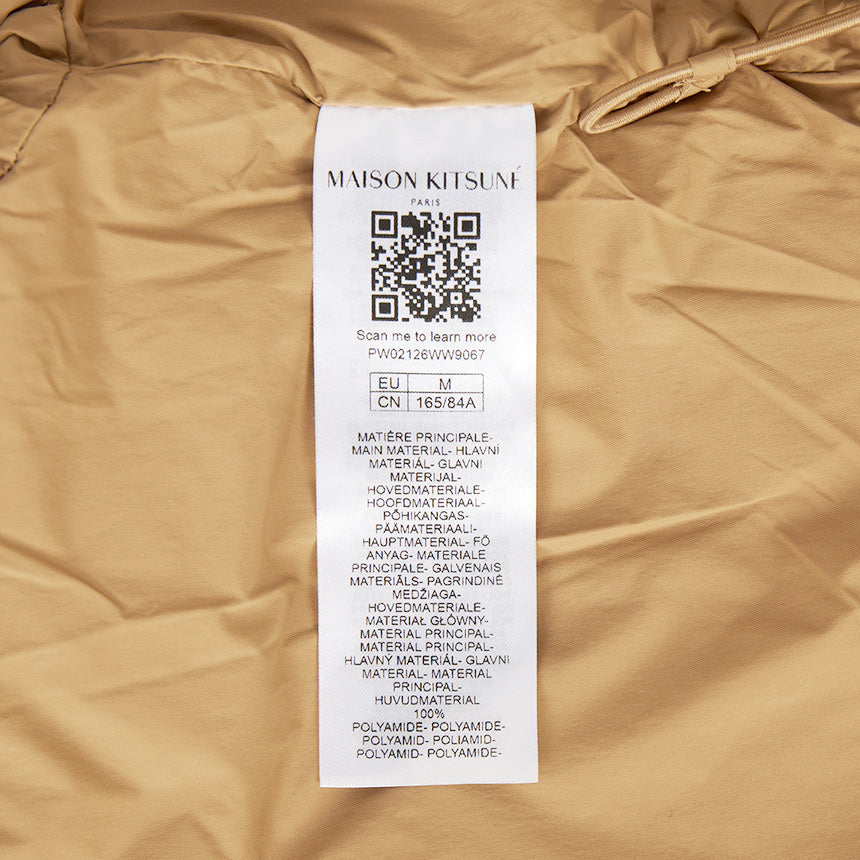 MAISON KITSUNÉ
PARIS
Scan me to learn more
PW02126WW9067
EU M
CN 165/84A
MATIÈRE PRINCIPALE-
MAIN MATERIAL- HLAVNÍ
MATERIÁL- GLAVNI
MATERIJAL-
HOVEDMATERIALE-
HOOFDMATERIAAL-
PÕHIKANGAS-
PÄÄMATERIAALI-
HAUPTMATERIAL- FŐ
ANYAG- MATERIALE
PRINCIPALE- GALVENAIS
MATERIĀLS- PAGRINDINĖ
MEDŽIAGA-
HOVEDMATERIALE-
MATERIAŁ GŁÓWNY-
MATERIAL PRINCIPAL-
MATERIAL PRINCIPAL-
HLAVNÝ MATERIÁL- GLAVNI
MATERIAL- MATERIAL
PRINCIPAL-
HUVUDMATERIAL
100%
POLYAMIDE- POLYAMIDE-
POLYAMID- POLIAMID-
POLYAMID- POLYAMIDE-